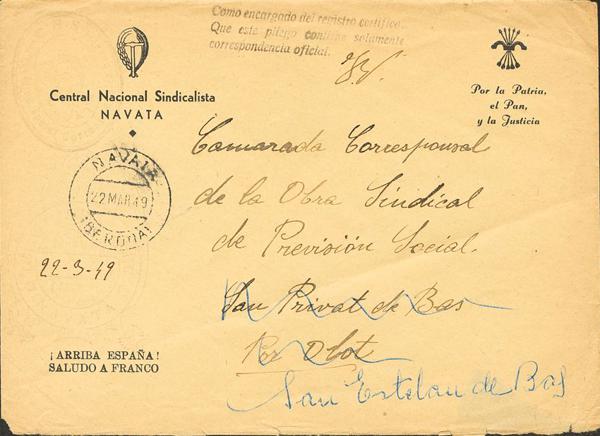 Como encargado del registro certifico.
Que este pliego contiene solamente
correspondencia oficial.
Central Nacional Sindicalista
NAVATA
Por la Patria,
el Pan,
y la Justicia
NAVATA
22 MAR 49
(GERONA)
22-3-49
Camarada Corresponsal
de la Obra Sindical
de Previsión Social.
San Privat de Bas
Por Olot
San Esteban de Bas
¡ARRIBA ESPAÑA!
SALUDO A FRANCO